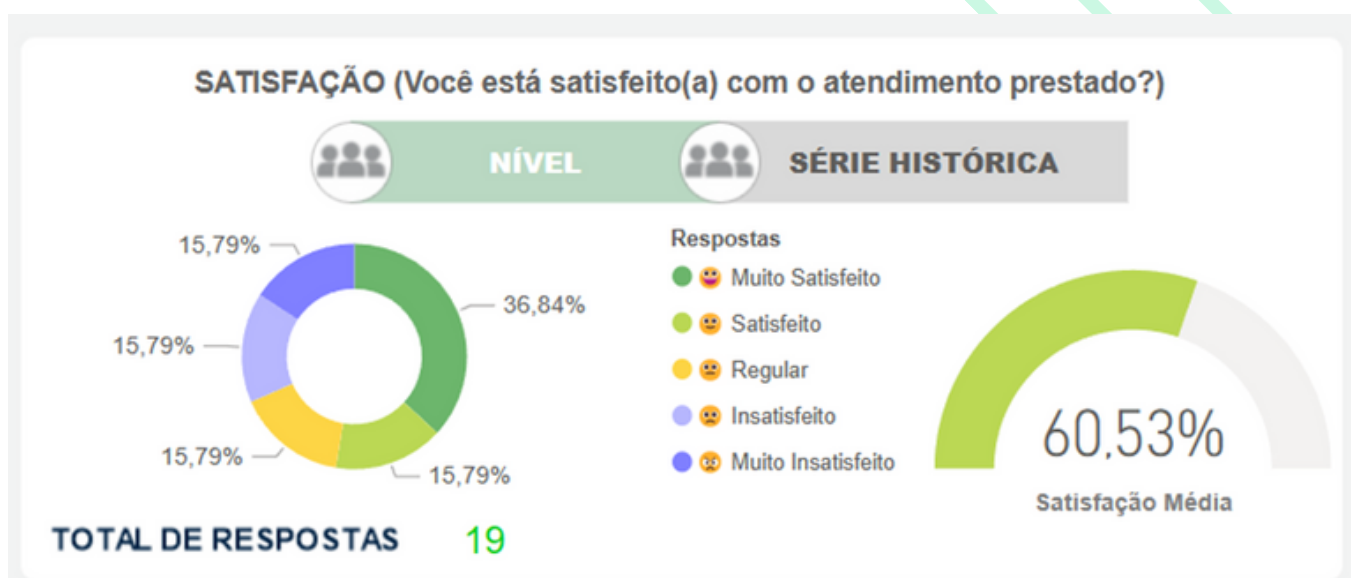 SATISFAÇÃO (Você está satisfeito(a) com o atendimento prestado?)
NÍVEL
SÉRIE HISTÓRICA
15,79%
36,84%
15,79%
15,79%
15,79%
Respostas
Muito Satisfeito
Satisfeito
Regular
Insatisfeito
Muito Insatisfeito
60,53%
Satisfação Média
TOTAL DE RESPOSTAS 19